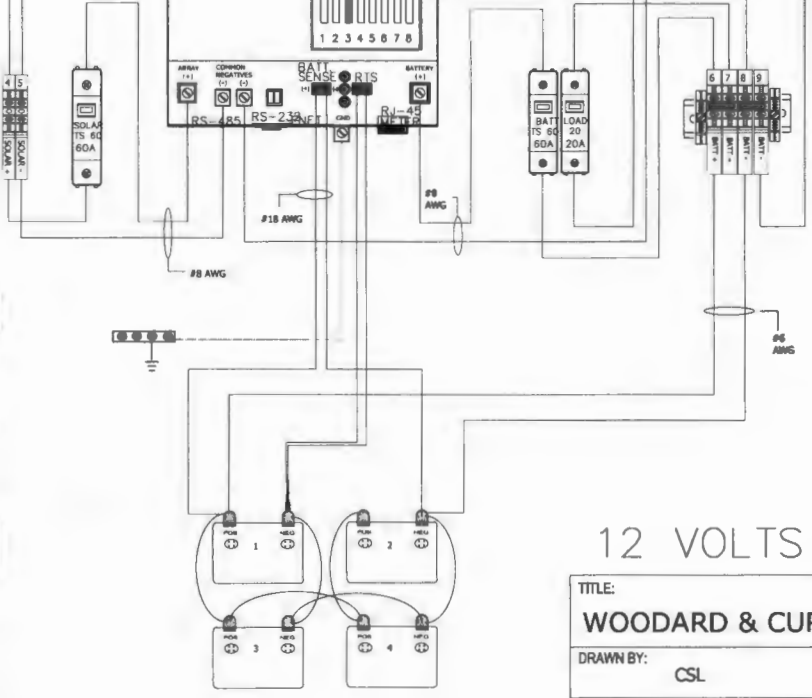 1 2 3 4 5 6 7 8
ARRAY
(+)
COMMON
NEGATIVES
(-) (-)
BATT
SENSE
(+)
RTS
BATTERY
(+)
RS-485
RS-232
GND
RJ-45
METER
4 5
SOLAR +
SOLAR -
SOLAR
TS 60
60A
BATT
TS 60
60A
LOAD
20
20A
6 7 8 9
BATT +
BATT +
BATT -
BATT -
#18 AWG
#8 AWG
#6
AWG
POS
NEG
1
POS
NEG
2
POS
NEG
3
POS
NEG
4
12 VOLTS
TITLE:
WOODARD & CUR
DRAWN BY:
CSL